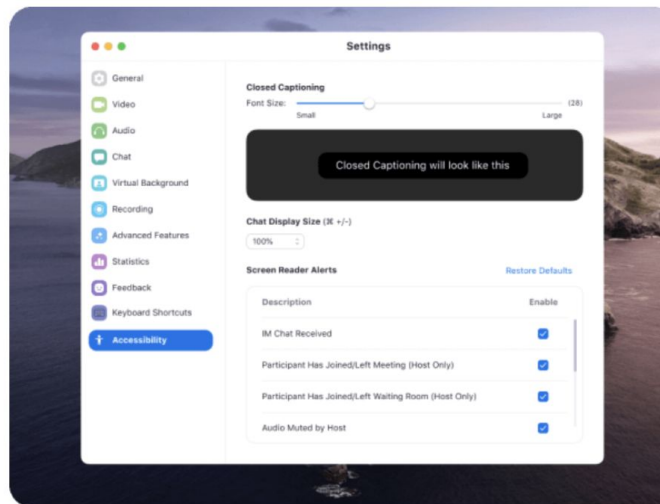 Settings
General
Video
Audio
Chat
Virtual Background
Recording
Advanced Features
Statistics
Feedback
Keyboard Shortcuts
Accessibility
Closed Captioning
Font Size: (28)
Small Large
Closed Captioning will look like this
Chat Display Size (⌘ +/-)
100%
Screen Reader Alerts Restore Defaults
Description Enable
IM Chat Received
Participant Has Joined/Left Meeting (Host Only)
Participant Has Joined/Left Waiting Room (Host Only)
Audio Muted by Host